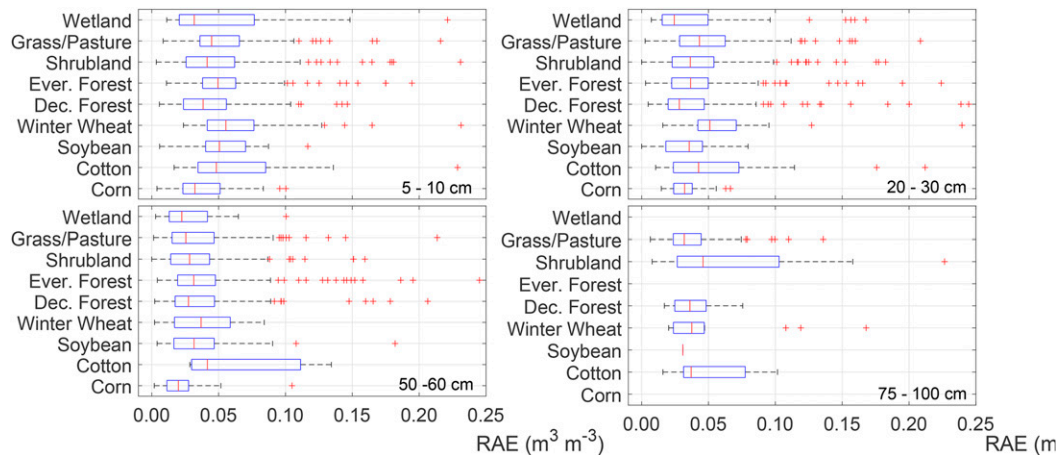 Wetland
Grass/Pasture
Shrubland
Ever. Forest
Dec. Forest
Winter Wheat
Soybean
Cotton
Corn
5 - 10 cm
Wetland
Grass/Pasture
Shrubland
Ever. Forest
Dec. Forest
Winter Wheat
Soybean
Cotton
Corn
20 - 30 cm
Wetland
Grass/Pasture
Shrubland
Ever. Forest
Dec. Forest
Winter Wheat
Soybean
Cotton
Corn
50 -60 cm
0.00 0.05 0.10 0.15 0.20 0.25
RAE (m³ m⁻³)
Wetland
Grass/Pasture
Shrubland
Ever. Forest
Dec. Forest
Winter Wheat
Soybean
Cotton
Corn
75 - 100 cm
0.00 0.05 0.10 0.15 0.20 0.25
RAE (m